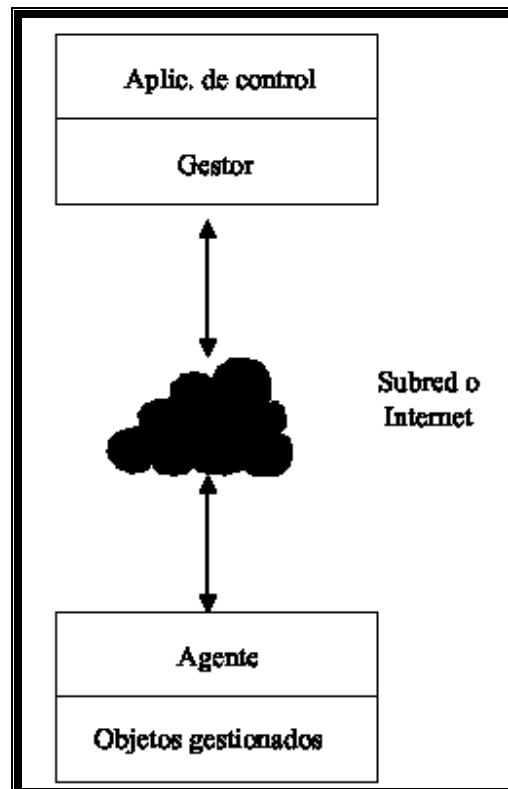 Aplic. de control
Gestor
Subred o
Internet
Agente
Objetos gestionados